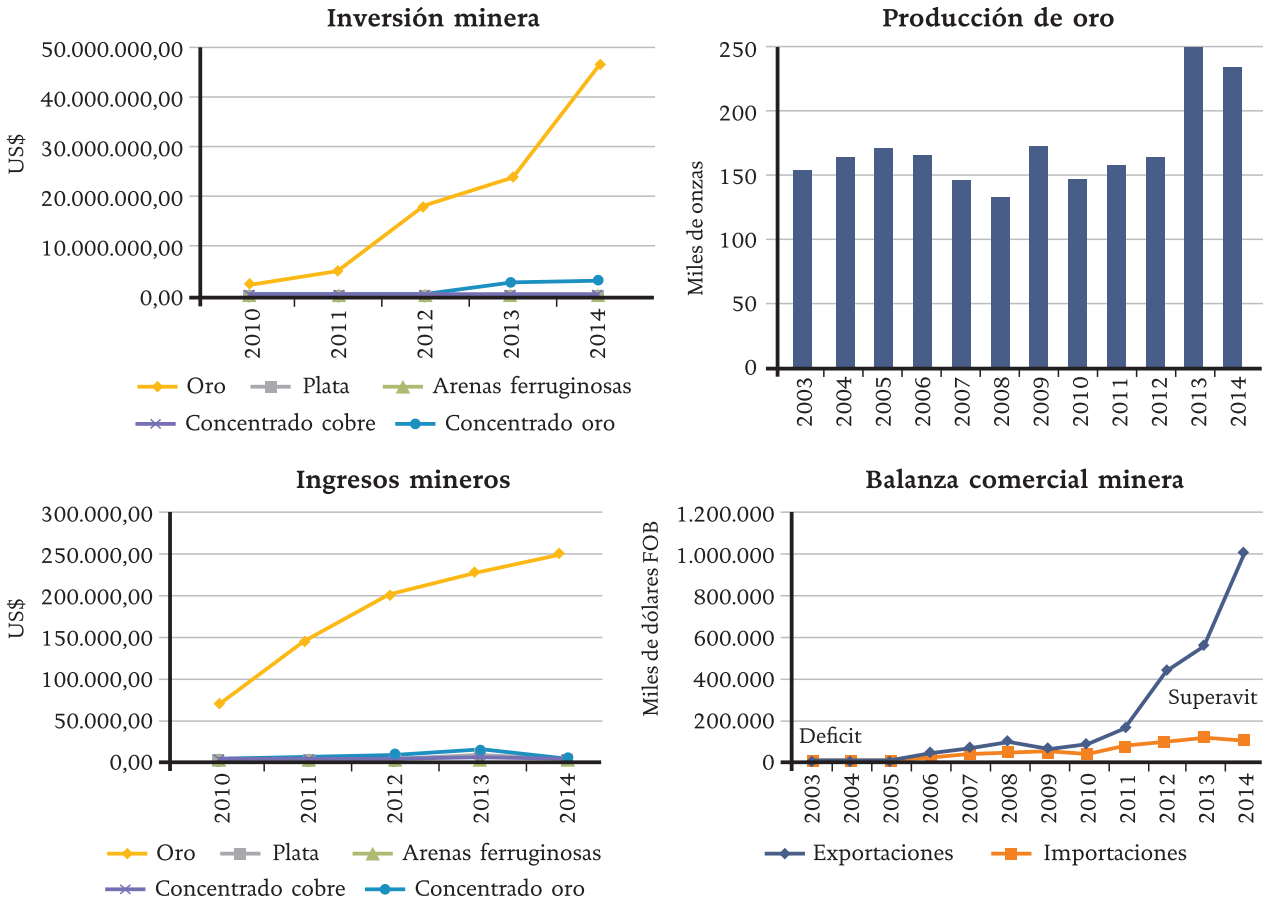 Inversión minera
US$
50.000.000,00
40.000.000,00
30.000.000,00
20.000.000,00
10.000.000,00
0,00
2010 2011 2012 2013 2014
Oro Plata Arenas ferruginosas
Concentrado cobre Concentrado oro
Producción de oro
Miles de onzas
250
200
150
100
50
0
2003 2004 2005 2006 2007 2008 2009 2010 2011 2012 2013 2014
Ingresos mineros
US$
300.000,00
250.000,00
200.000,00
150.000,00
100.000,00
50.000,00
0,00
2010 2011 2012 2013 2014
Oro Plata Arenas ferruginosas
Concentrado cobre Concentrado oro
Balanza comercial minera
Miles de dólares FOB
1.200.000
1.000.000
800.000
600.000
400.000
200.000
0
Deficit
Superavit
2003 2004 2005 2006 2007 2008 2009 2010 2011 2012 2013 2014
Exportaciones Importaciones